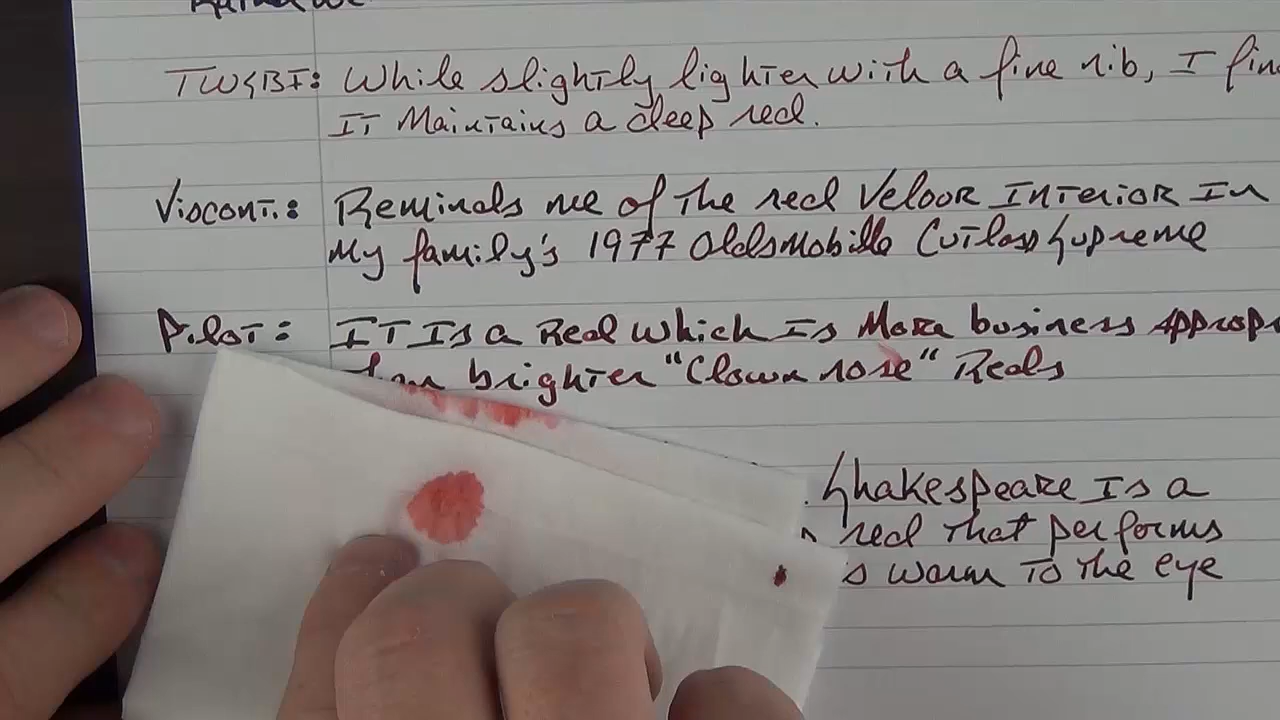 TWSBI: While slightly lighter with a fine nib, I fin
IT Maintains a deep red.
Visconti: Reminds me of the red Velour Interior In
My family's 1977 Oldsmobille Cutlass Supreme
Pilot: IT Is a Red Which Is More business Approp
brighter "Clown nose" Reds
Shakespeare Is a
red That performs
s warm To The eye